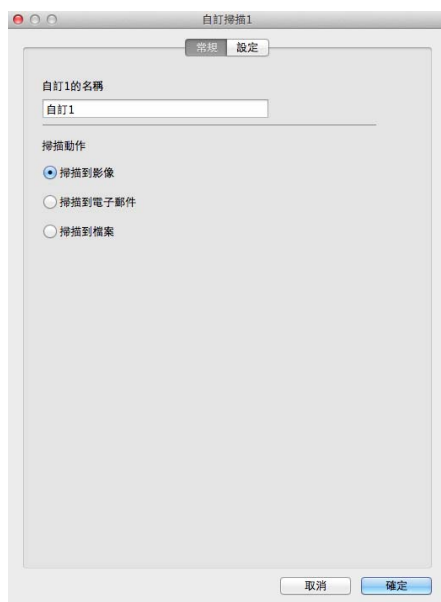 自訂掃描1
常規 設定
自訂1的名稱
自訂1
掃描動作
掃描到影像
掃描到電子郵件
掃描到檔案
取消 確定